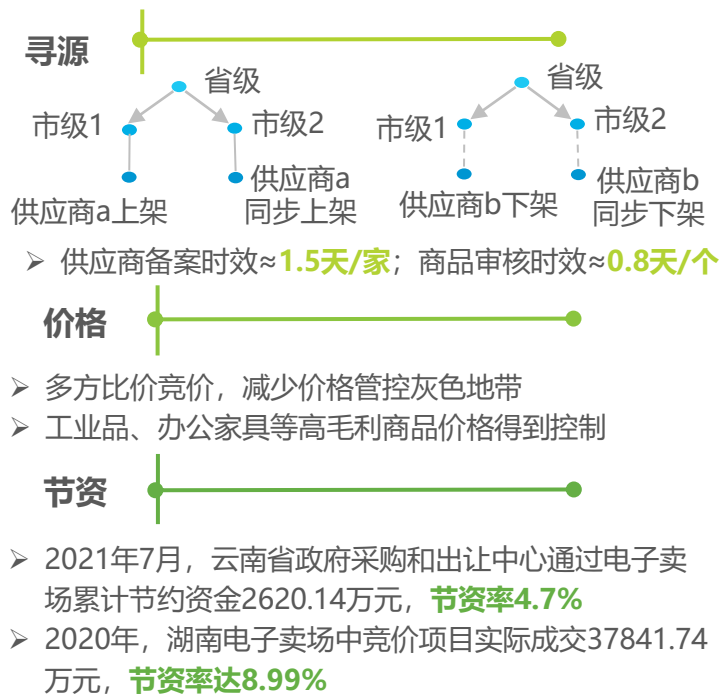 寻源
省级
市级1
市级2
供应商a上架
供应商a
同步上架
省级
市级1
市级2
供应商b下架
供应商b
同步下架
➢ 供应商备案时效≈1.5天/家；商品审核时效≈0.8天/个
价格
➢ 多方比价竞价，减少价格管控灰色地带
➢ 工业品、办公家具等高毛利商品价格得到控制
节资
➢ 2021年7月，云南省政府采购和出让中心通过电子卖
场累计节约资金2620.14万元，节资率4.7%
➢ 2020年，湖南电子卖场中竞价项目实际成交37841.74
万元，节资率达8.99%